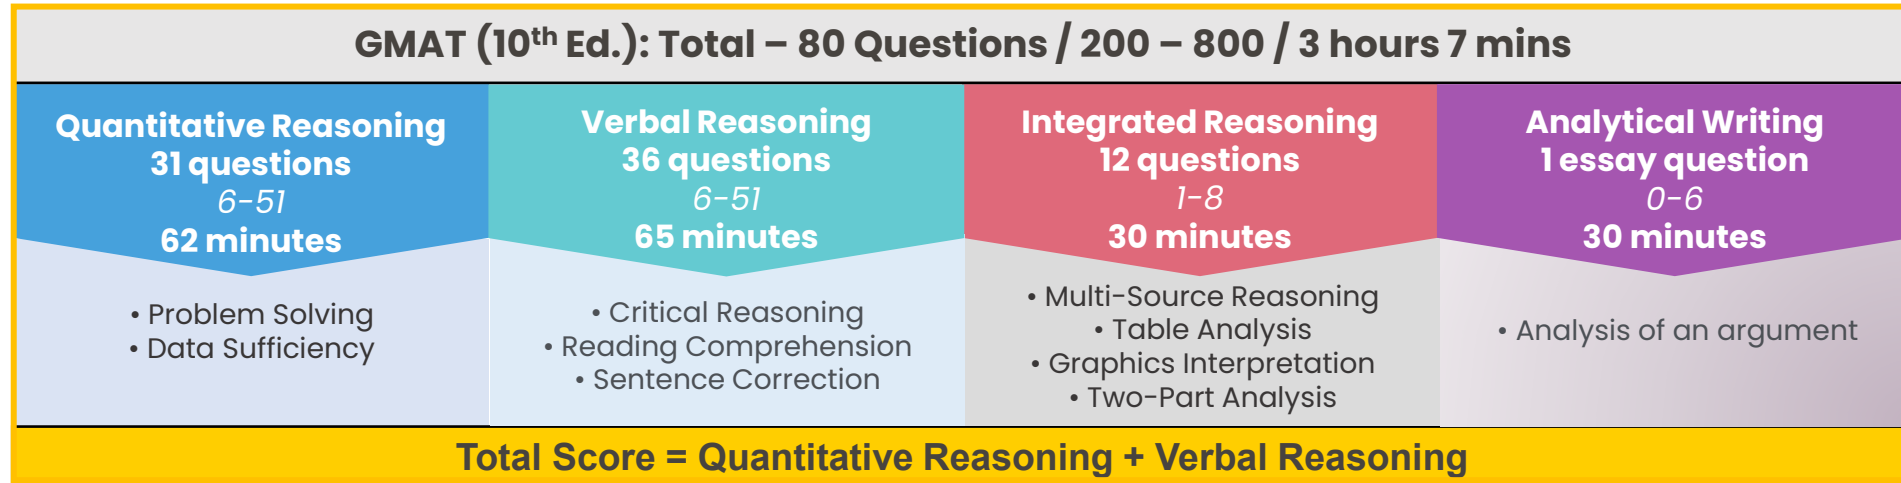 GMAT (10th Ed.): Total – 80 Questions / 200 – 800 / 3 hours 7 mins
Quantitative Reasoning
31 questions
6-51
62 minutes
• Problem Solving
• Data Sufficiency
Verbal Reasoning
36 questions
6-51
65 minutes
• Critical Reasoning
• Reading Comprehension
• Sentence Correction
Integrated Reasoning
12 questions
1-8
30 minutes
• Multi-Source Reasoning
• Table Analysis
• Graphics Interpretation
• Two-Part Analysis
Analytical Writing
1 essay question
0-6
30 minutes
• Analysis of an argument
Total Score = Quantitative Reasoning + Verbal Reasoning